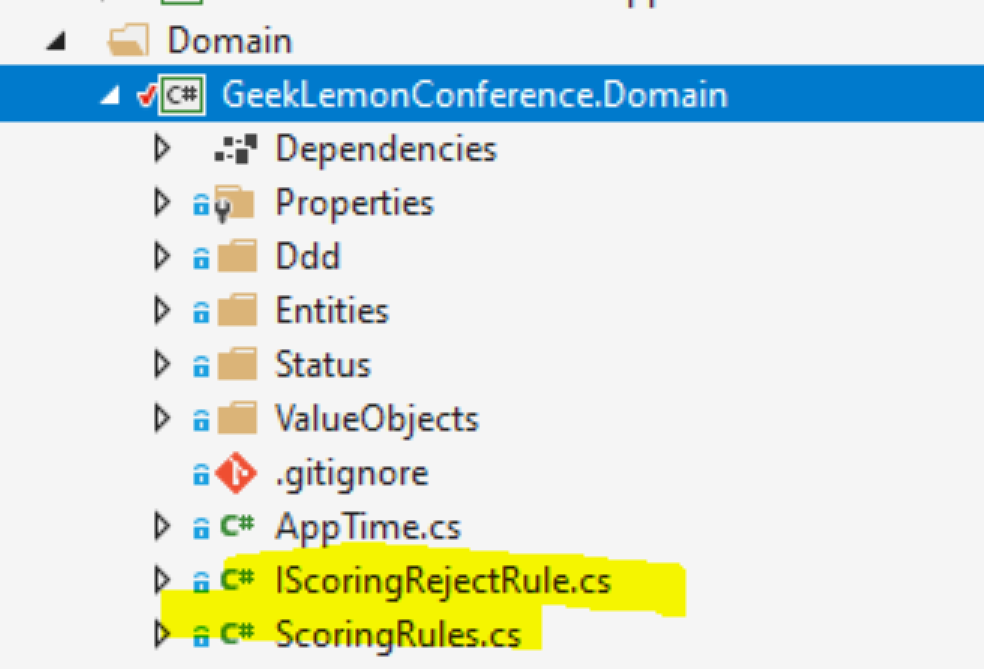 Domain
C# GeekLemonConference.Domain
Dependencies
Properties
Ddd
Entities
Status
ValueObjects
.gitignore
C# AppTime.cs
C# IScoringRejectRule.cs
C# ScoringRules.cs